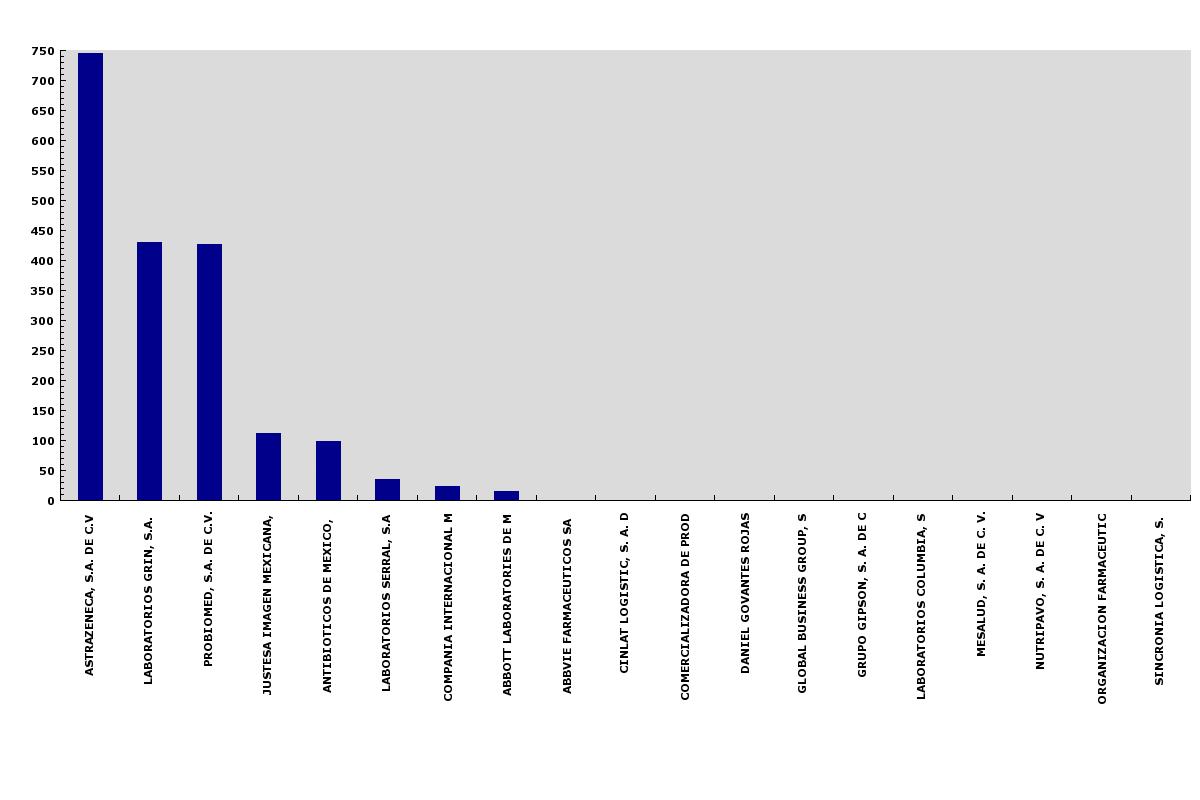 750
700
650
600
550
500
450
400
350
300
250
200
150
100
50
0
ASTRAZENECA, S.A. DE C.V
LABORATORIOS GRIN, S.A.
PROBIOMED, S.A. DE C.V.
JUSTESA IMAGEN MEXICANA,
ANTIBIOTICOS DE MEXICO,
LABORATORIOS SERRAL, S.A
COMPANIA INTERNACIONAL M
ABBOTT LABORATORIES DE M
ABBVIE FARMACEUTICOS SA
CINLAT LOGISTIC, S. A. D
COMERCIALIZADORA DE PROD
DANIEL GOVANTES ROJAS
GLOBAL BUSINESS GROUP, S
GRUPO GIPSON, S. A. DE C
LABORATORIOS COLUMBIA, S
MESALUD, S. A. DE C. V.
NUTRIPAVO, S. A. DE C. V
ORGANIZACION FARMACEUTIC
SINCRONIA LOGISTICA, S.